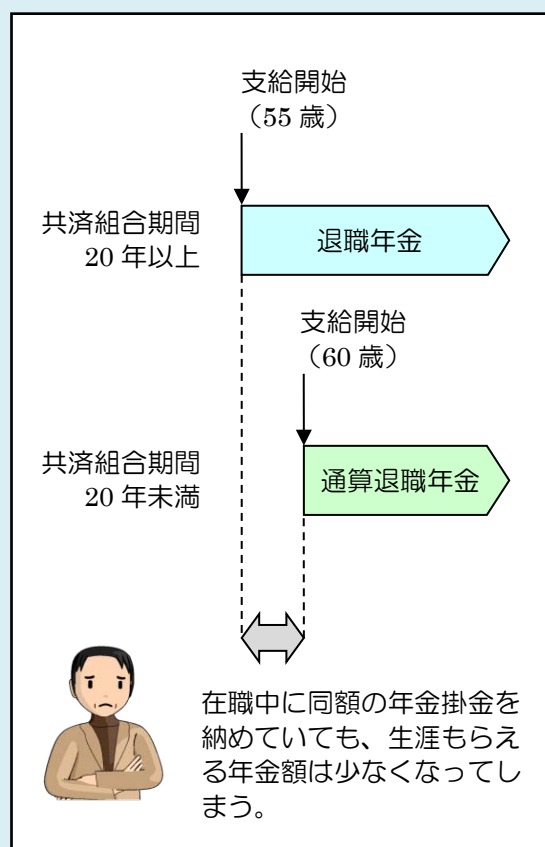 支給開始
（55 歳）
共済組合期間
20 年以上
退職年金
支給開始
（60 歳）
共済組合期間
20 年未満
通算退職年金
在職中に同額の年金掛金を
納めていても、生涯もらえ
る年金額は少なくなってし
まう。